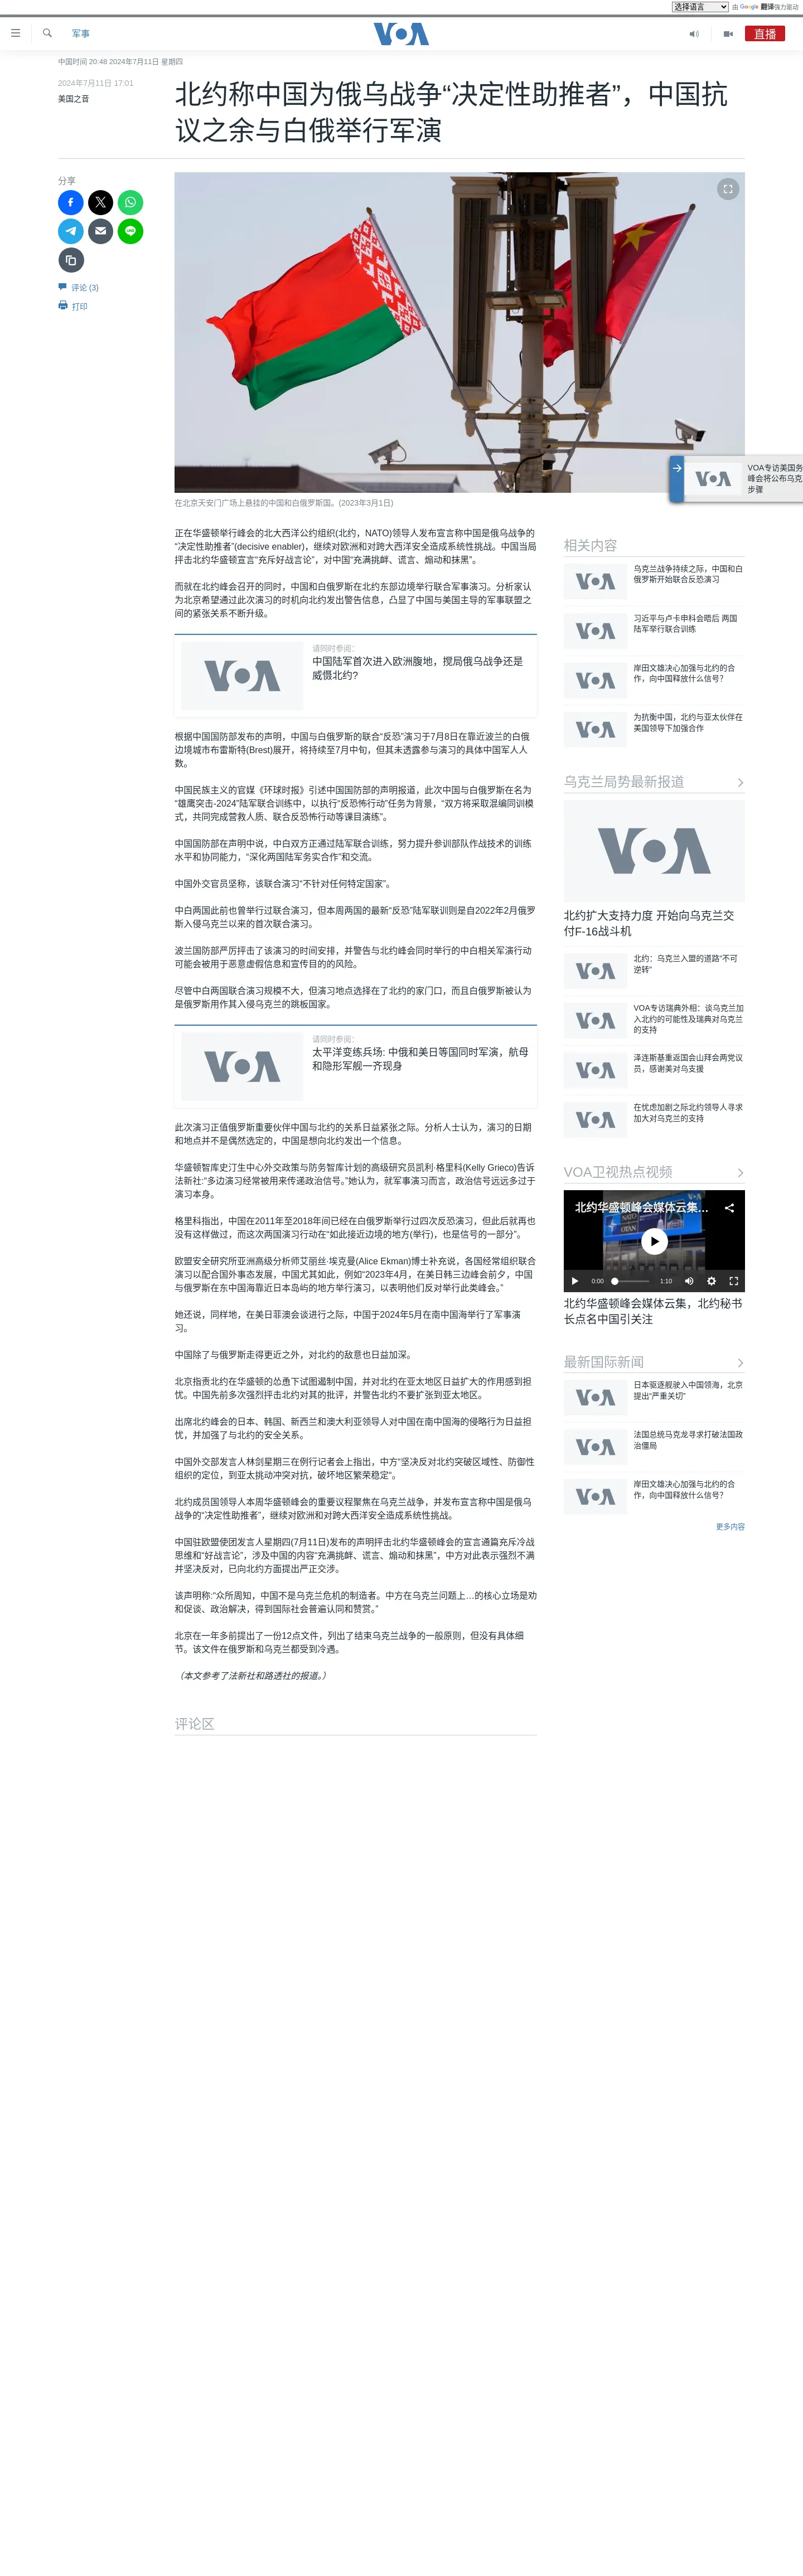 选择语言 由 Google 翻译强力驱动
军事
VOA
直播
中国时间 20:48 2024年7月11日 星期四
2024年7月11日 17:01
美国之音
北约称中国为俄乌战争“决定性助推者”，中国抗
议之余与白俄举行军演
分享
评论 (3)
打印
在北京天安门广场上悬挂的中国和白俄罗斯国。(2023年3月1日)
VOA专访美国务
峰会将公布乌克
步骤
正在华盛顿举行峰会的北大西洋公约组织(北约，NATO)领导人发布宣言称中国是俄乌战争的
“决定性助推者”(decisive enabler)，继续对欧洲和对跨大西洋安全造成系统性挑战。中国当局
抨击北约华盛顿宣言“充斥好战言论”，对中国“充满挑衅、谎言、煽动和抹黑”。
而就在北约峰会召开的同时，中国和白俄罗斯在北约东部边境举行联合军事演习。分析家认
为北京希望通过此次演习的时机向北约发出警告信息，凸显了中国与美国主导的军事联盟之
间的紧张关系不断升级。
VOA
请同时参阅：
中国陆军首次进入欧洲腹地，搅局俄乌战争还是
威慑北约?
根据中国国防部发布的声明，中国与白俄罗斯的联合“反恐”演习于7月8日在靠近波兰的白俄
边境城市布雷斯特(Brest)展开，将持续至7月中旬，但其未透露参与演习的具体中国军人人
数。
中国民族主义的官媒《环球时报》引述中国国防部的声明报道，此次中国与白俄罗斯在名为
“雄鹰突击-2024”陆军联合训练中，以执行“反恐怖行动”任务为背景，“双方将采取混编同训模
式，共同完成营救人质、联合反恐怖行动等课目演练”。
中国国防部在声明中说，中白双方正通过陆军联合训练，努力提升参训部队作战技术的训练
水平和协同能力，“深化两国陆军务实合作”和交流。
中国外交官员坚称，该联合演习“不针对任何特定国家”。
中白两国此前也曾举行过联合演习，但本周两国的最新“反恐”陆军联训则是自2022年2月俄罗
斯入侵乌克兰以来的首次联合演习。
波兰国防部严厉抨击了该演习的时间安排，并警告与北约峰会同时举行的中白相关军演行动
可能会被用于恶意虚假信息和宣传目的的风险。
尽管中白两国联合演习规模不大，但演习地点选择在了北约的家门口，而且白俄罗斯被认为
是俄罗斯用作其入侵乌克兰的跳板国家。
VOA
请同时参阅：
太平洋变练兵场: 中俄和美日等国同时军演，航母
和隐形军舰一齐现身
此次演习正值俄罗斯重要伙伴中国与北约的关系日益紧张之际。分析人士认为，演习的日期
和地点并不是偶然选定的，中国是想向北约发出一个信息。
华盛顿智库史汀生中心外交政策与防务智库计划的高级研究员凯利·格里科(Kelly Grieco)告诉
法新社:“多边演习经常被用来传递政治信号。”她认为，就军事演习而言，政治信号远远多过于
演习本身。
格里科指出，中国在2011年至2018年间已经在白俄罗斯举行过四次反恐演习，但此后就再也
没有这样做过，而这次两国演习行动在“如此接近边境的地方(举行)，也是信号的一部分”。
欧盟安全研究所亚洲高级分析师艾丽丝·埃克曼(Alice Ekman)博士补充说，各国经常组织联合
演习以配合国外事态发展，中国尤其如此，例如“2023年4月，在美日韩三边峰会前夕，中国
与俄罗斯在东中国海靠近日本岛屿的地方举行演习，以表明他们反对举行此类峰会。”
她还说，同样地，在美日菲澳会谈进行之际，中国于2024年5月在南中国海举行了军事演
习。
中国除了与俄罗斯走得更近之外，对北约的敌意也日益加深。
北京指责北约在华盛顿的怂恿下试图遏制中国，并对北约在亚太地区日益扩大的作用感到担
忧。中国先前多次强烈抨击北约对其的批评，并警告北约不要扩张到亚太地区。
出席北约峰会的日本、韩国、新西兰和澳大利亚领导人对中国在南中国海的侵略行为日益担
忧，并加强了与北约的安全关系。
中国外交部发言人林剑星期三在例行记者会上指出，中方“坚决反对北约突破区域性、防御性
组织的定位，到亚太挑动冲突对抗，破坏地区繁荣稳定“。
北约成员国领导人本周华盛顿峰会的重要议程聚焦在乌克兰战争，并发布宣言称中国是俄乌
战争的“决定性助推者”，继续对欧洲和对跨大西洋安全造成系统性挑战。
中国驻欧盟使团发言人星期四(7月11日)发布的声明抨击北约华盛顿峰会的宣言通篇充斥冷战
思维和“好战言论”，涉及中国的内容“充满挑衅、谎言、煽动和抹黑”，中方对此表示强烈不满
并坚决反对，已向北约方面提出严正交涉。
该声明称:“众所周知，中国不是乌克兰危机的制造者。中方在乌克兰问题上…的核心立场是劝
和促谈、政治解决，得到国际社会普遍认同和赞赏。”
北京在一年多前提出了一份12点文件，列出了结束乌克兰战争的一般原则，但没有具体细
节。该文件在俄罗斯和乌克兰都受到冷遇。
（本文参考了法新社和路透社的报道。）
评论区
相关内容
乌克兰战争持续之际，中国和白
俄罗斯开始联合反恐演习
习近平与卢卡申科会晤后 两国
陆军举行联合训练
岸田文雄决心加强与北约的合
作，向中国释放什么信号?
为抗衡中国，北约与亚太伙伴在
美国领导下加强合作
乌克兰局势最新报道
VOA
北约扩大支持力度 开始向乌克兰交
付F-16战斗机
北约：乌克兰入盟的道路“不可
逆转”
VOA专访瑞典外相：谈乌克兰加
入北约的可能性及瑞典对乌克兰
的支持
泽连斯基重返国会山拜会两党议
员，感谢美对乌支援
在忧虑加剧之际北约领导人寻求
加大对乌克兰的支持
VOA卫视热点视频
北约华盛顿峰会媒体云集…
NATO
OTAN
0:00 1:10
北约华盛顿峰会媒体云集，北约秘书
长点名中国引关注
最新国际新闻
日本驱逐舰驶入中国领海，北京
提出“严重关切”
法国总统马克龙寻求打破法国政
治僵局
岸田文雄决心加强与北约的合
作，向中国释放什么信号?
更多内容